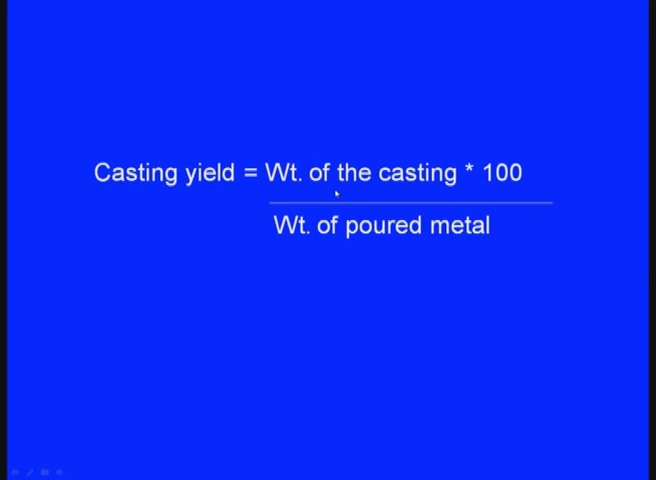 Casting yield = Wt. of the casting * 100
Wt. of poured metal